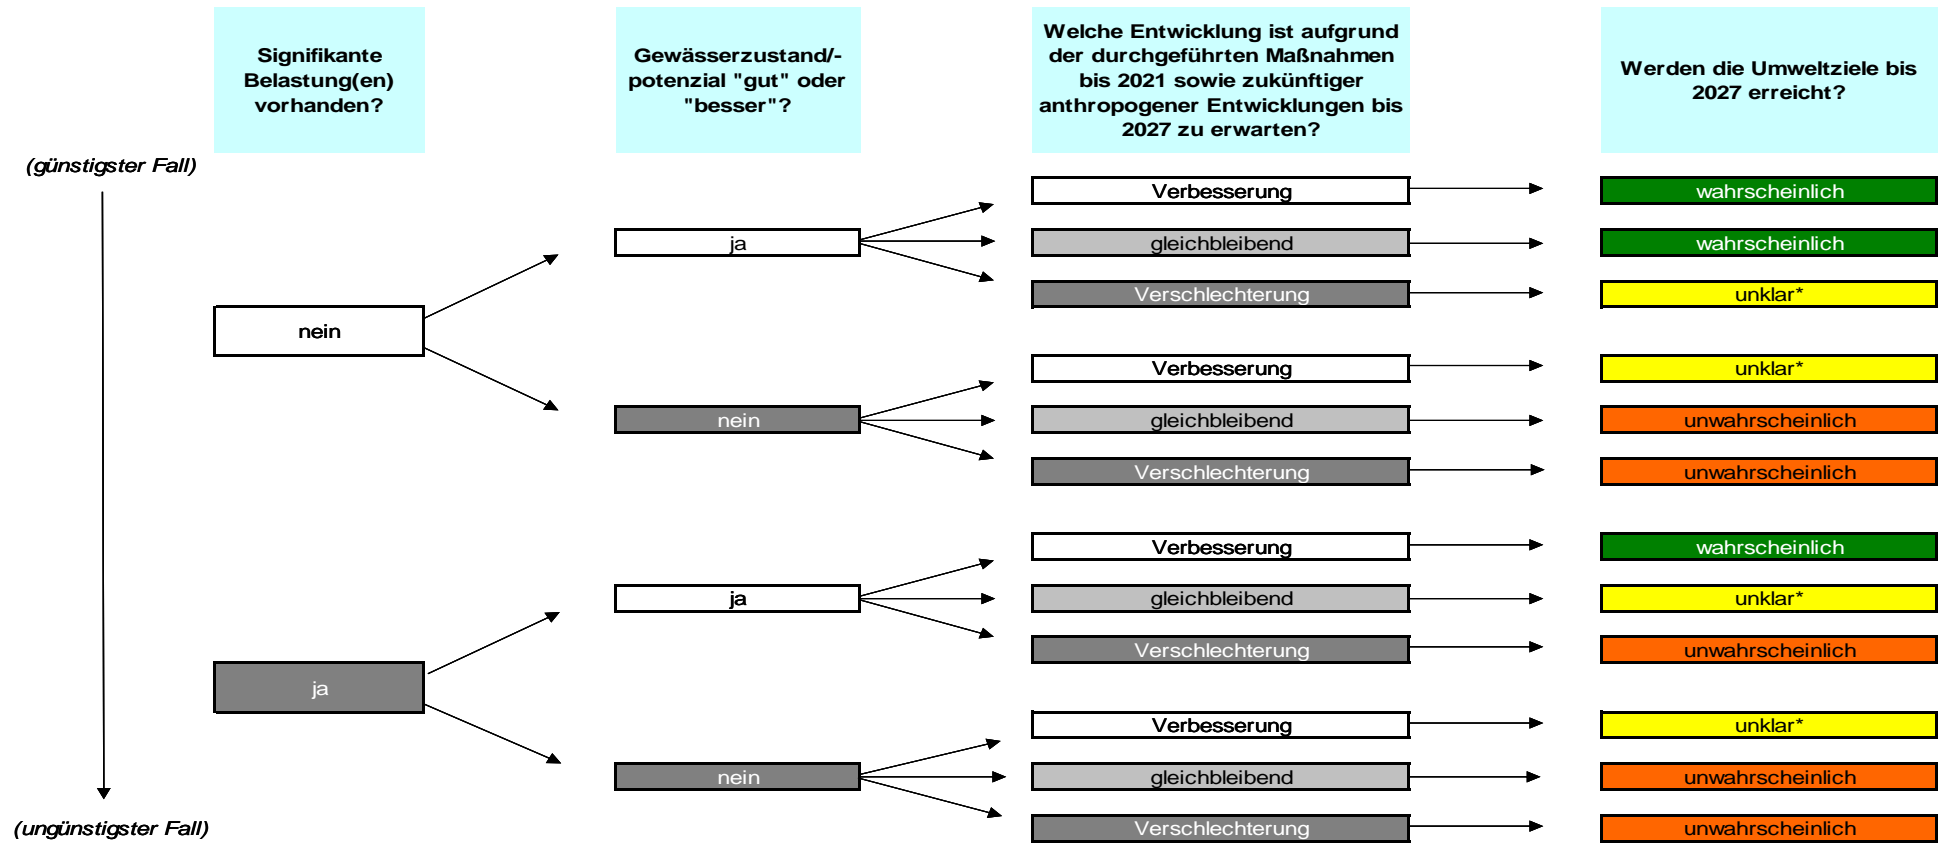 Signifikante
Belastung(en)
vorhanden?
Gewässerzustand/-
potenzial "gut" oder
"besser"?
Welche Entwicklung ist aufgrund
der durchgeführten Maßnahmen
bis 2021 sowie zukünftiger
anthropogener Entwicklungen bis
2027 zu erwarten?
Werden die Umweltziele bis
2027 erreicht?
(günstigster Fall)
Verbesserung
wahrscheinlich
ja
gleichbleibend
wahrscheinlich
Verschlechterung
unklar*
nein
Verbesserung
unklar*
nein
gleichbleibend
unwahrscheinlich
Verschlechterung
unwahrscheinlich
Verbesserung
wahrscheinlich
ja
gleichbleibend
unklar*
Verschlechterung
unwahrscheinlich
ja
Verbesserung
unklar*
nein
gleichbleibend
unwahrscheinlich
(ungünstigster Fall)
Verschlechterung
unwahrscheinlich